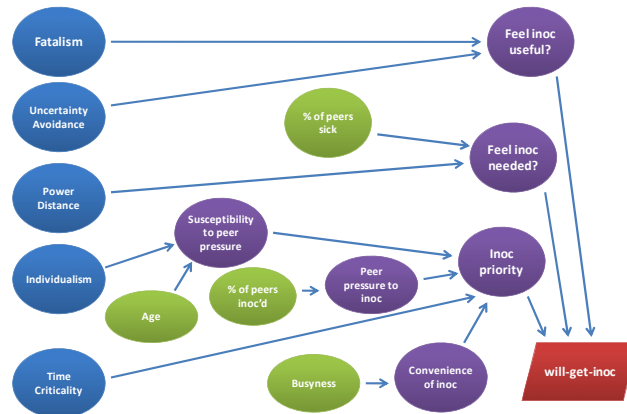 Fatalism
Feel inoc
useful?
Uncertainty
Avoidance
% of peers
sick
Feel inoc
needed?
Power
Distance
Susceptibility
to peer
pressure
Individualism
Inoc
priority
Peer
pressure to
inoc
% of peers
inoc'd
Age
Time
Criticality
Busyness
Convenience
of inoc
will-get-inoc